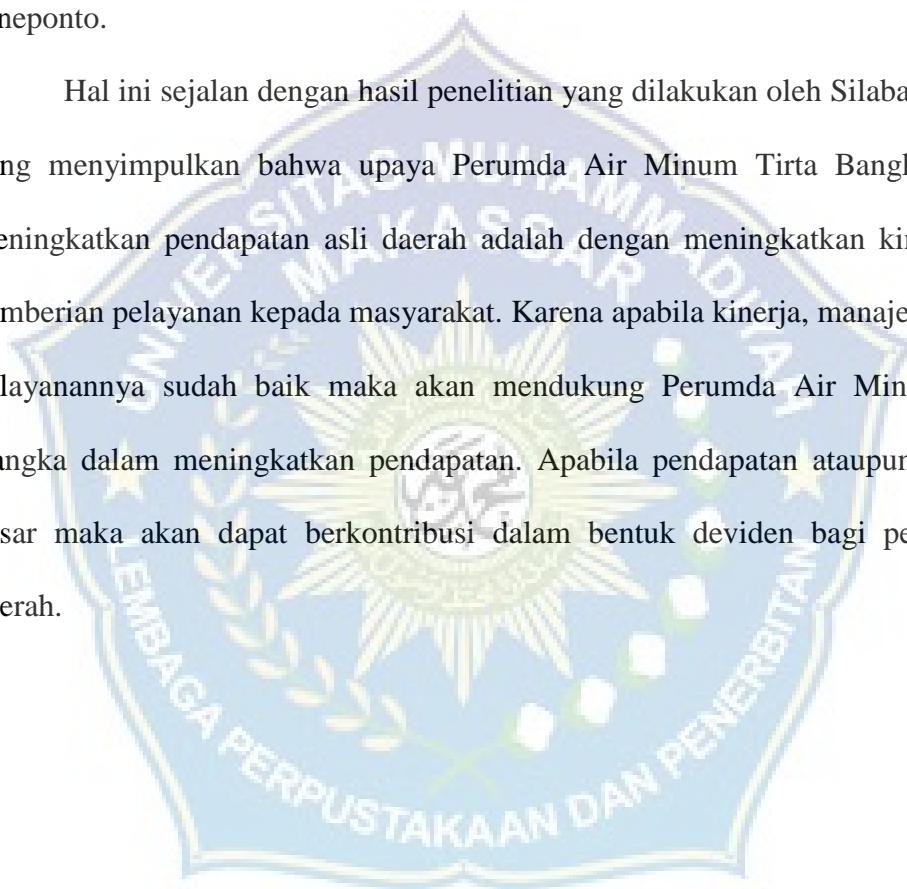 neponto.
Hal ini sejalan dengan hasil penelitian yang dilakukan oleh Silaba
ng menyimpulkan bahwa upaya Perumda Air Minum Tirta Bangk
eningkatkan pendapatan asli daerah adalah dengan meningkatkan kin
mberian pelayanan kepada masyarakat. Karena apabila kinerja, manaje
layanannya sudah baik maka akan mendukung Perumda Air Min
angka dalam meningkatkan pendapatan. Apabila pendapatan ataupun
sar maka akan dapat berkontribusi dalam bentuk deviden bagi pe
erah.
UNIVERSITAS MUHAMMADIYAH
MAKASSAR
LEMBAGA PERPUSTAKAAN DAN PENERBITAN